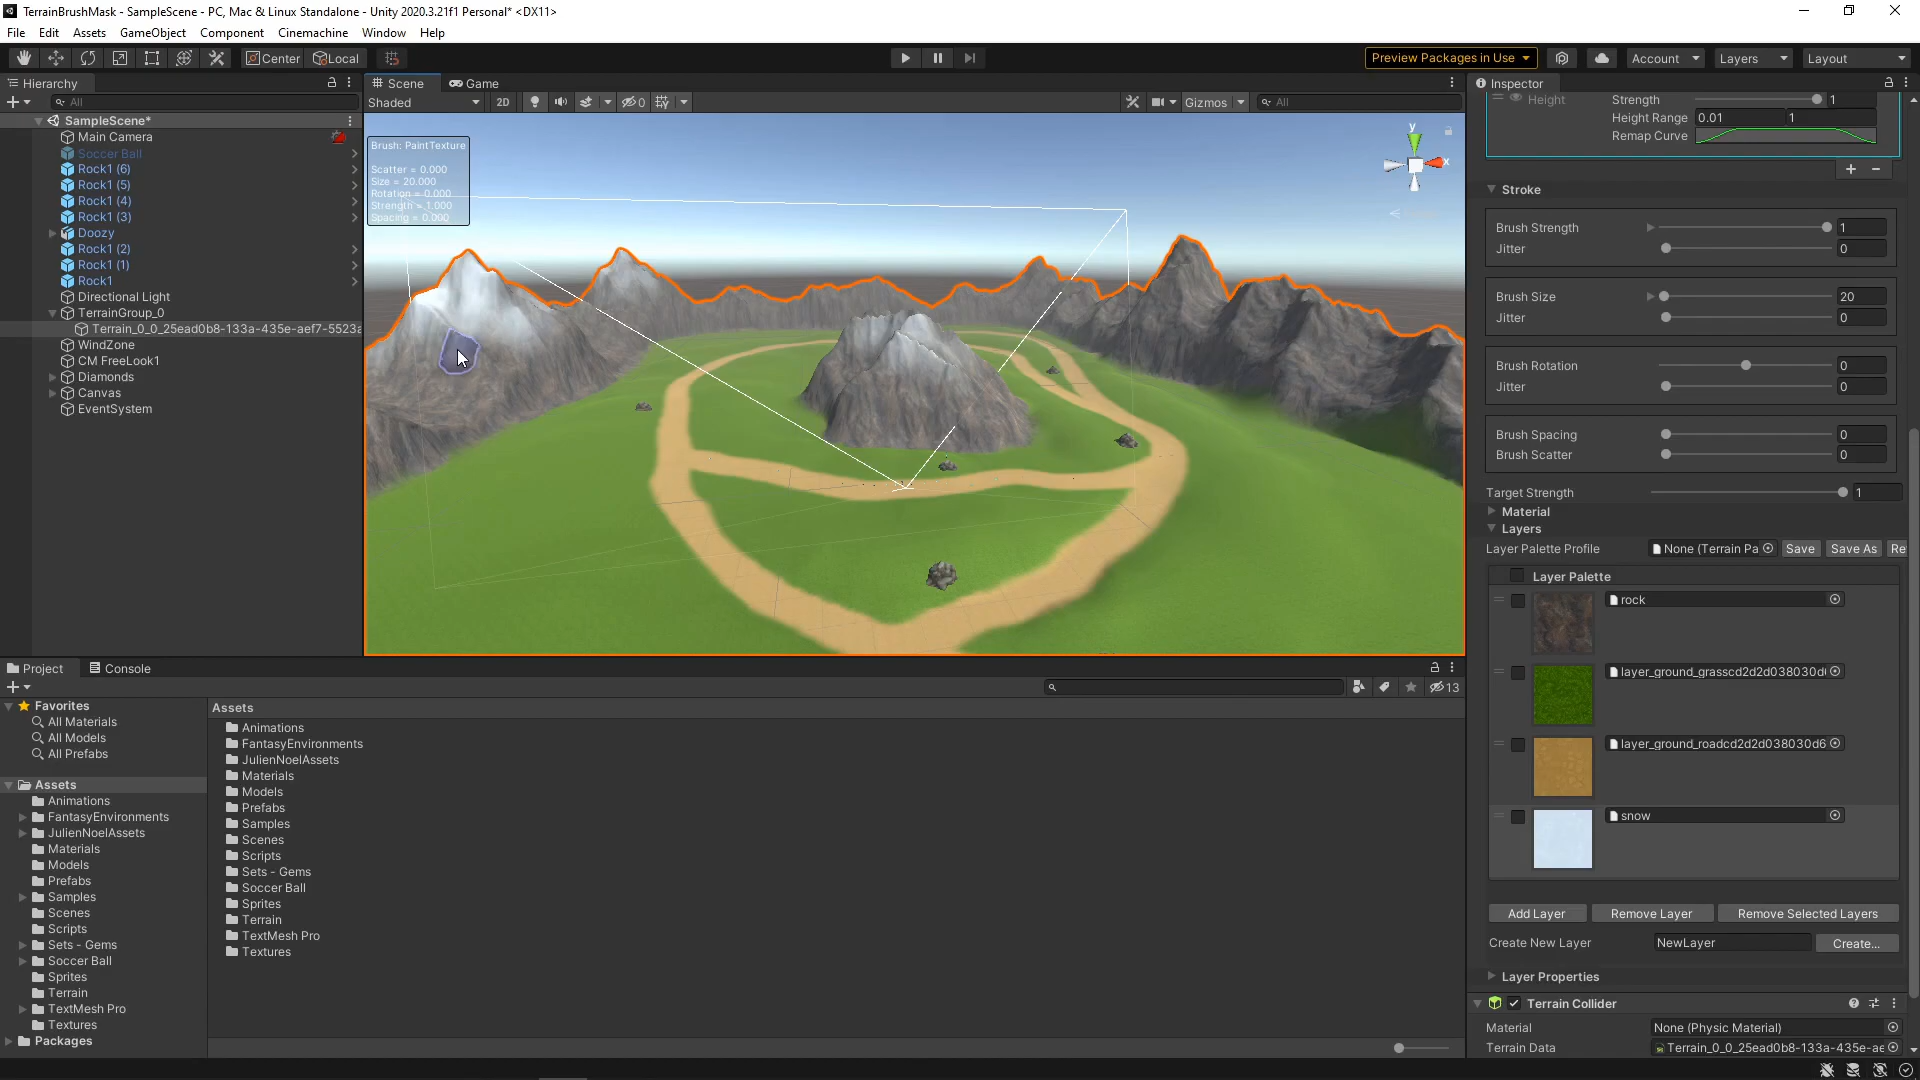 TerrainBrushMask - SampleScene - PC, Mac & Linux Standalone - Unity 2020.3.21f1 Personal* <DX11>
File Edit Assets GameObject Component Cinemachine Window Help
Center Local Preview Packages in Use Account Layers Layout
Hierarchy
All
SampleScene*
Main Camera
Soccer Ball
Rock1 (6)
Rock1 (5)
Rock1 (4)
Rock1 (3)
Doozy
Rock1 (2)
Rock1 (1)
Rock1
Directional Light
TerrainGroup_0
Terrain_0_0_25ead0b8-133a-435e-aef7-5523a
WindZone
CM FreeLook1
Diamonds
Canvas
EventSystem
Scene Game
Shaded 2D 0 Gizmos All
Brush: PaintTexture
Scatter = 0.000
Size = 20.000
Rotation = 0.000
Strength = 1.000
Spacing = 0.000
y
x
Inspector
Height Strength 1
Height Range 0.01 1
Remap Curve
Stroke
Brush Strength 1
Jitter 0
Brush Size 20
Jitter 0
Brush Rotation 0
Jitter 0
Brush Spacing 0
Brush Scatter 0
Target Strength 1
Material
Layers
Layer Palette Profile None (Terrain Pa Save Save As Re
Layer Palette
rock
layer_ground_grasscd2d2d038030d(
layer_ground_roadcd2d2d038030d6
snow
Add Layer Remove Layer Remove Selected Layers
Create New Layer NewLayer Create...
Layer Properties
Terrain Collider
Material None (Physic Material)
Terrain Data Terrain_0_0_25ead0b8-133a-435e-ae
Project Console
13
Favorites
All Materials
All Models
All Prefabs
Assets
Animations
FantasyEnvironments
JulienNoelAssets
Materials
Models
Prefabs
Samples
Scenes
Scripts
Sets - Gems
Soccer Ball
Sprites
Terrain
TextMesh Pro
Textures
Packages
Assets
Animations
FantasyEnvironments
JulienNoelAssets
Materials
Models
Prefabs
Samples
Scenes
Scripts
Sets - Gems
Soccer Ball
Sprites
Terrain
TextMesh Pro
Textures